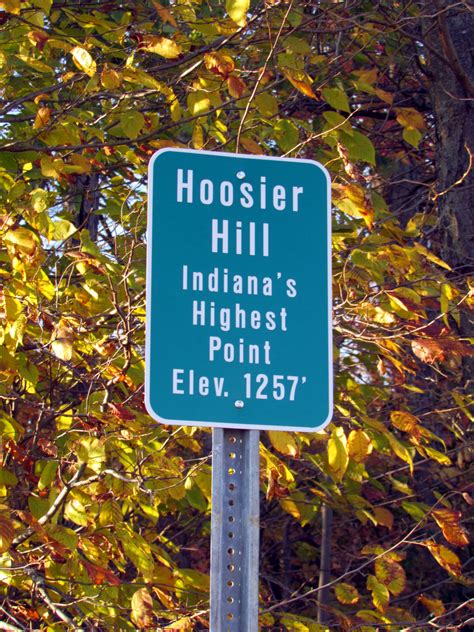 Hoosier
Hill
Indiana's
Highest
Point
Elev. 1257'